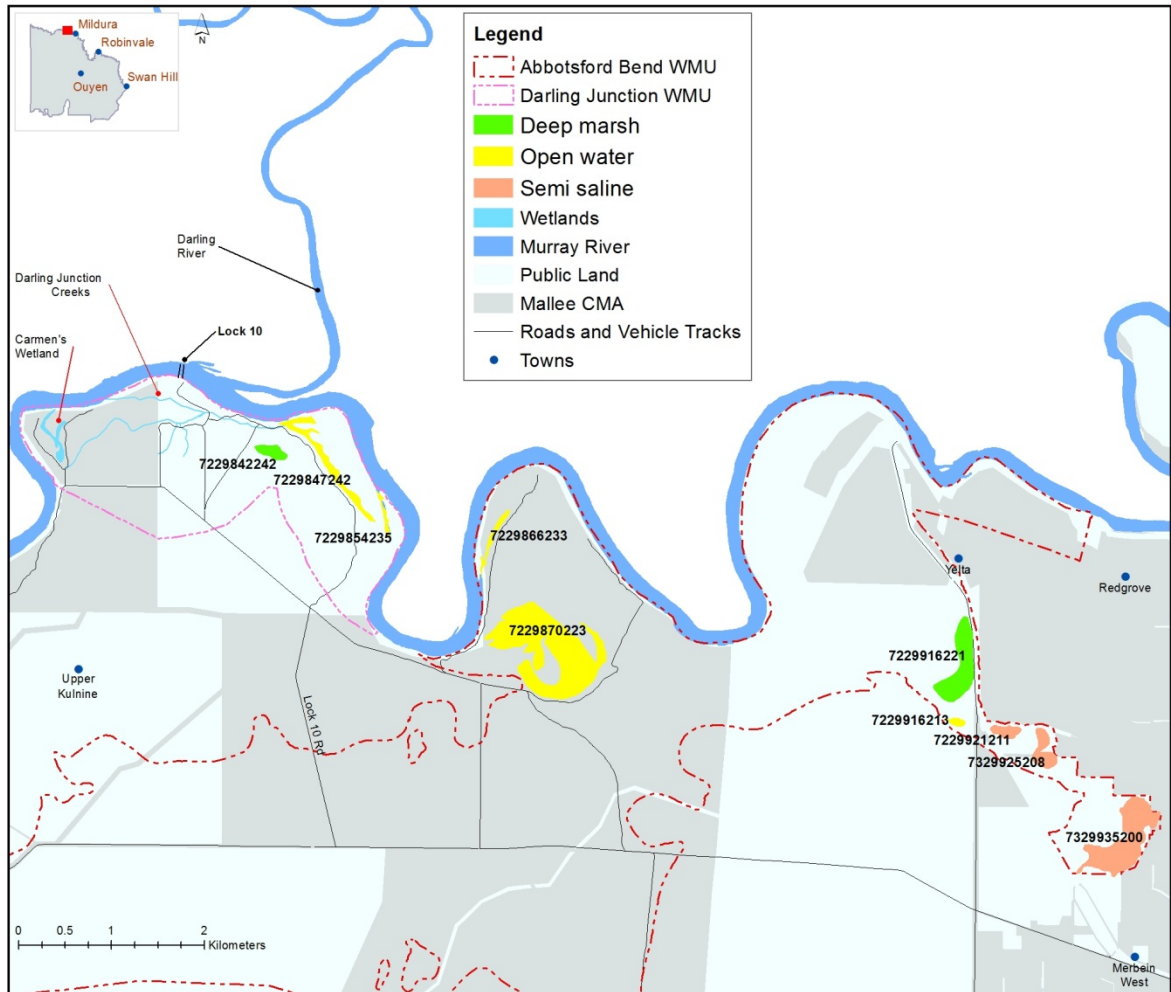 Mildura
Robinvale
Swan Hill
Ouyen
N
Legend
Abbotsford Bend WMU
Darling Junction WMU
Deep marsh
Open water
Semi saline
Wetlands
Murray River
Public Land
Mallee CMA
Roads and Vehicle Tracks
Towns
Darling
River
Darling Junction
Creeks
Lock 10
Carmen's
Wetland
7229842242
7229847242
7229854235
7229866233
7229870223
Yelta
Redgrove
7229916221
7229916213
7229921211
7329925208
7329935200
Upper
Kulnine
Lock 10 Rd
0 0.5 1 2
Kilometers
Merbein
West